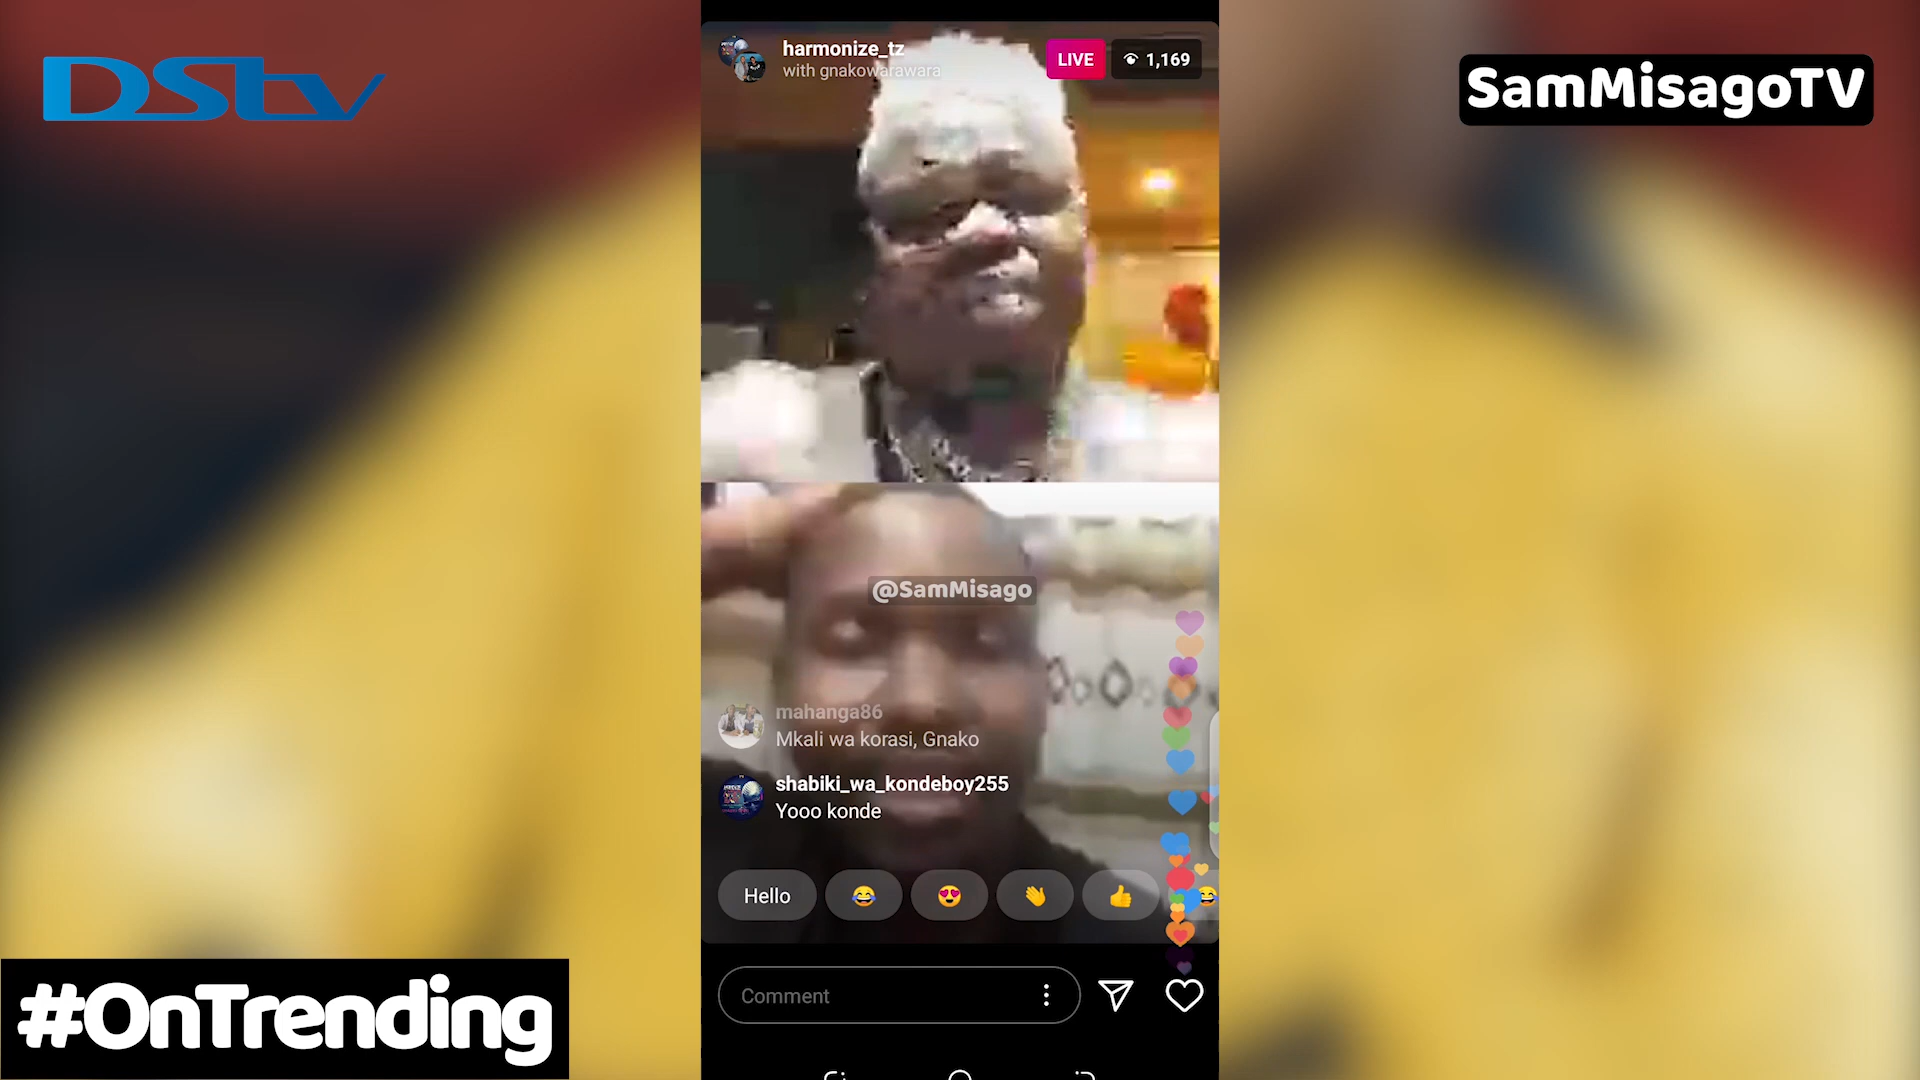 DStv
harmonize_tz
with gnakowarawara
LIVE
1,169
SamMisagoTV
@SamMisago
mahanga86
Mkali wa korasi, Gnako
shabiki_wa_kondeboy255
Yooo konde
Hello
Comment
#OnTrending